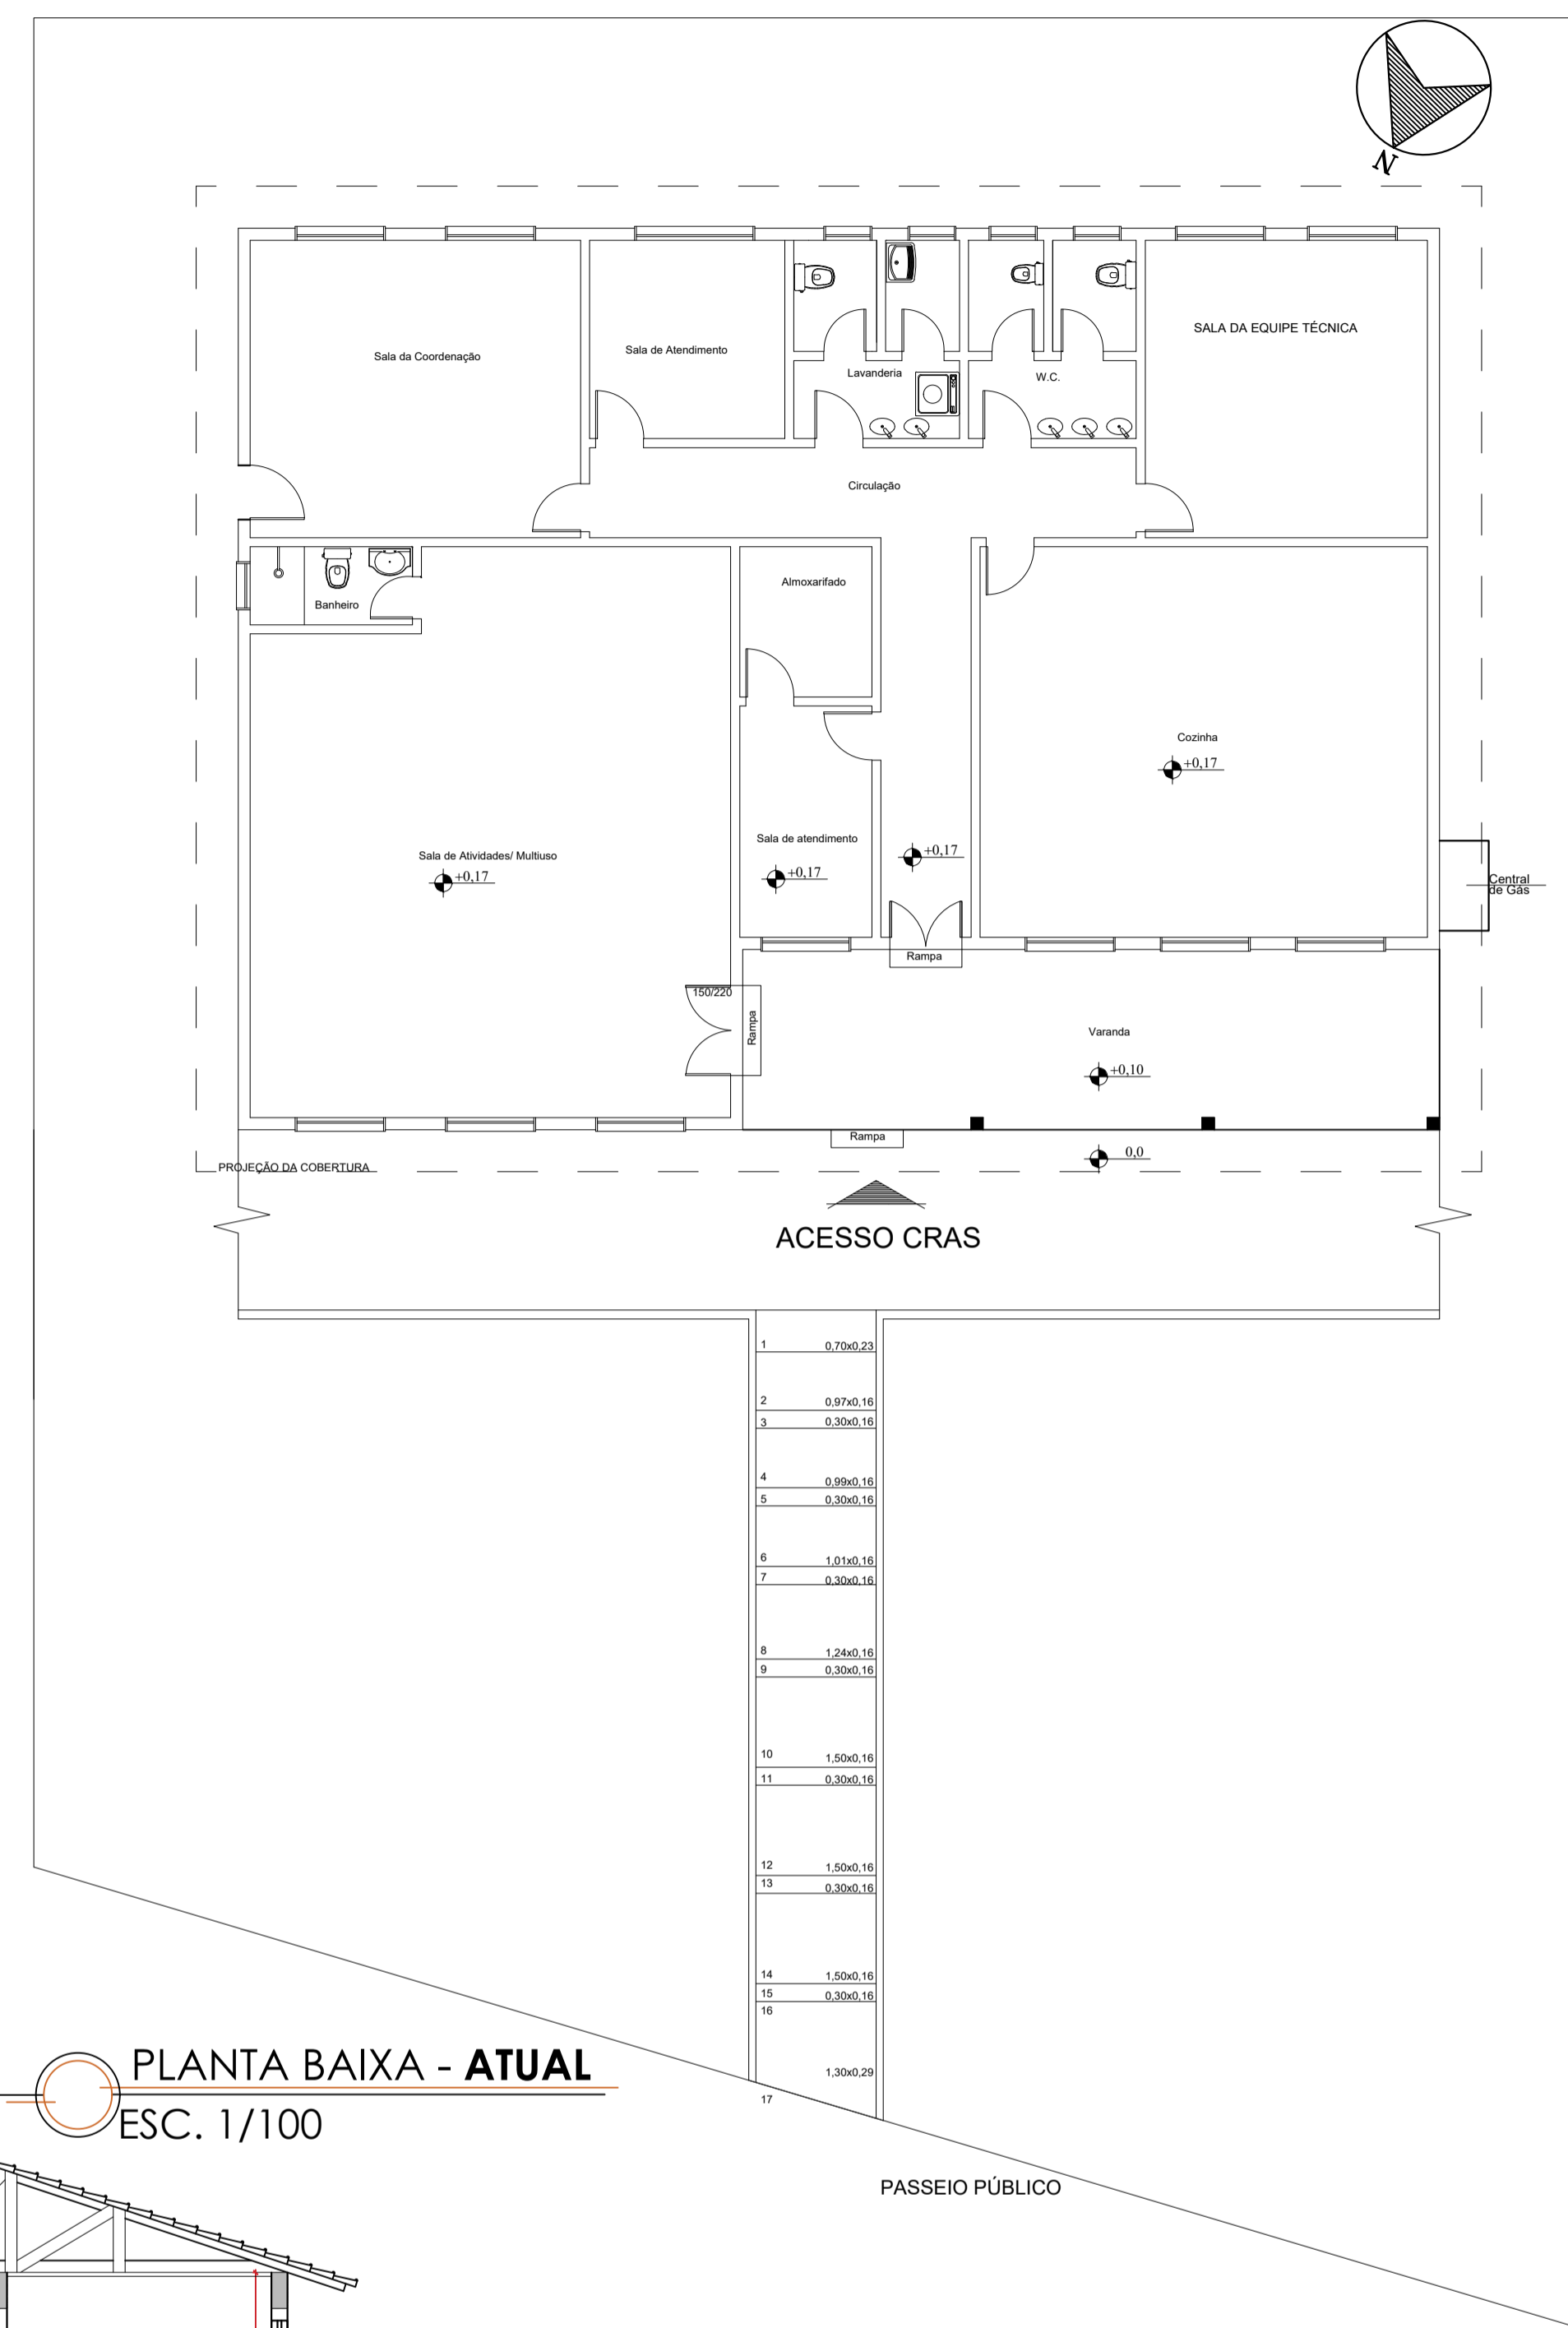 N
SALA DA EQUIPE TÉCNICA
Sala da Coordenação
Sala de Atendimento
Lavanderia
W.C.
Circulação
Banheiro
Almoxarifado
Cozinha
+0,17
Sala de atendimento
+0,17
+0,17
Sala de Atividades/ Multiuso
+0,17
Central
de Gás
Rampa
150/220
Rampa
Varanda
+0,10
Rampa
0,0
PROJEÇÃO DA COBERTURA
ACESSO CRAS
1 0,70x0,23
2 0,97x0,16
3 0,30x0,16
4 0,99x0,16
5 0,30x0,16
6 1,01x0,16
7 0,30x0,16
8 1,24x0,16
9 0,30x0,16
10 1,50x0,16
11 0,30x0,16
12 1,50x0,16
13 0,30x0,16
14 1,50x0,16
15 0,30x0,16
16
1,30x0,29
17
PLANTA BAIXA - ATUAL
ESC. 1/100
PASSEIO PÚBLICO